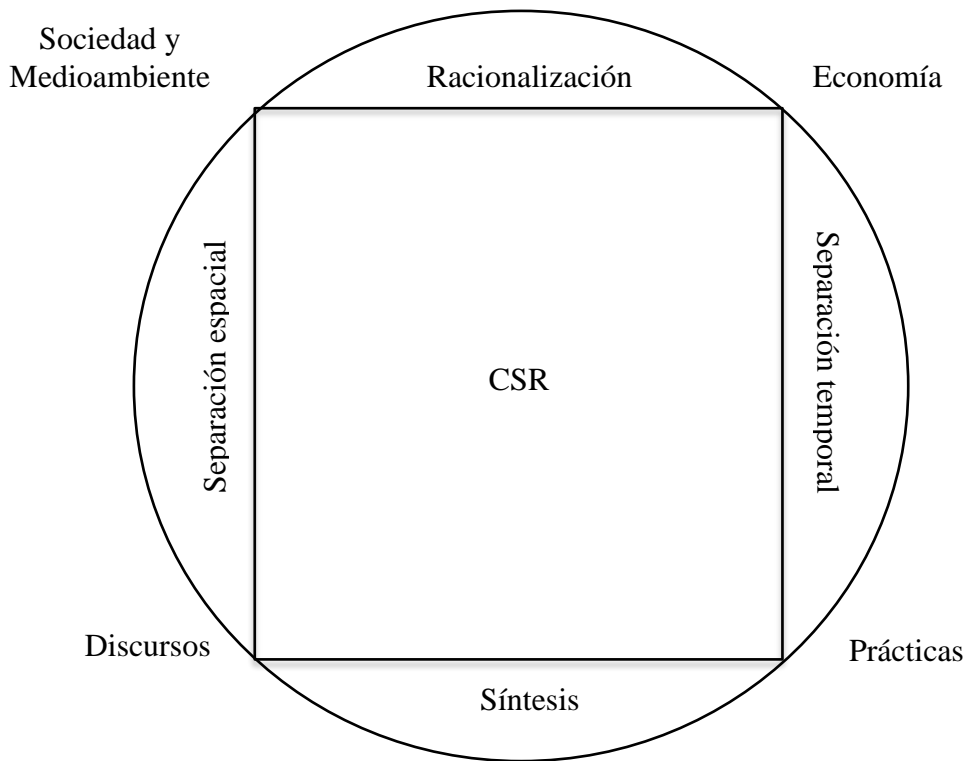 Sociedad y
Medioambiente
Racionalización
Economía
Separación espacial
CSR
Separación temporal
Discursos
Prácticas
Síntesis